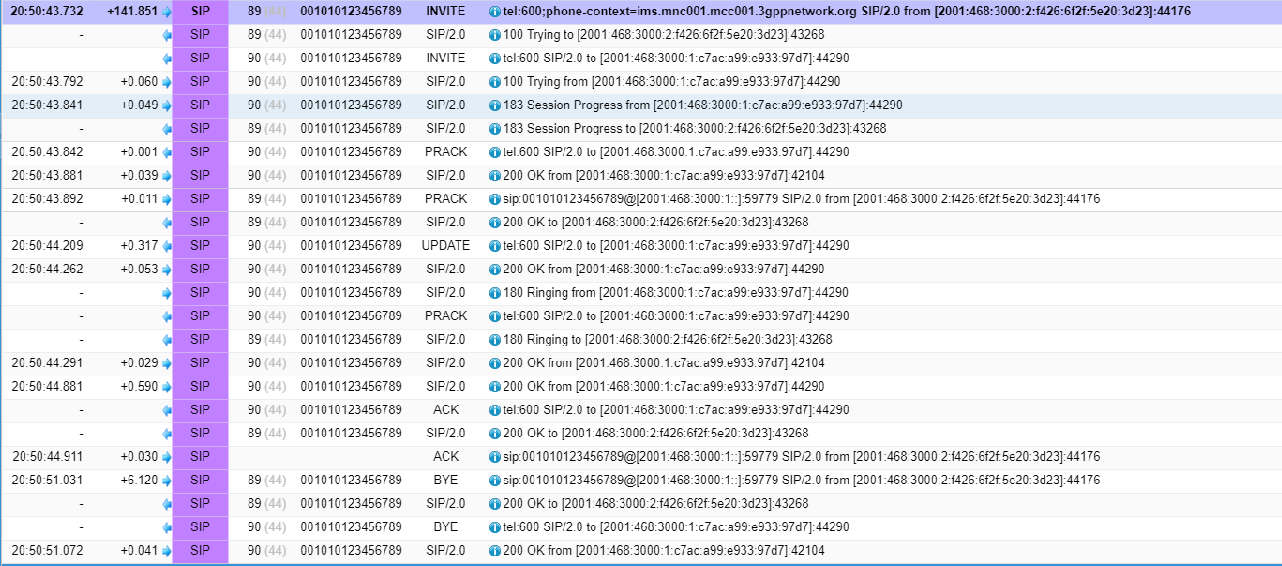 20:50:43.732 +141.851 SIP 89 (44) 001010123456789 INVITE tel:600;phone-context=ims.mnc001.mcc001.3gppnetwork.org SIP/2.0 from [2001:468:3000:2:f426:6f2f:5e20:3d23]:44176
- SIP 89 (44) 001010123456789 SIP/2.0 100 Trying to [2001:468:3000:2:f426:6f2f:5e20:3d23]:43268
- SIP 90 (44) 001010123456789 INVITE tel:600 SIP/2.0 to [2001:468:3000:1:c7ac:a99:e933:97d7]:44290
20:50:43.792 +0.060 SIP 90 (44) 001010123456789 SIP/2.0 100 Trying from [2001:468:3000:1:c7ac:a99:e933:97d7]:44290
20:50:43.841 +0.049 SIP 90 (44) 001010123456789 SIP/2.0 183 Session Progress from [2001:468:3000:1:c7ac:a99:e933:97d7]:44290
- SIP 89 (44) 001010123456789 SIP/2.0 183 Session Progress to [2001:468:3000:2:f426:6f2f:5e20:3d23]:43268
20:50:43.842 +0.001 SIP 90 (44) 001010123456789 PRACK tel:600 SIP/2.0 to [2001:468:3000:1:c7ac:a99:e933:97d7]:44290
20:50:43.881 +0.039 SIP 90 (44) 001010123456789 SIP/2.0 200 OK from [2001:468:3000:1:c7ac:a99:e933:97d7]:42104
20:50:43.892 +0.011 SIP 90 (44) 001010123456789 PRACK sip:001010123456789@[2001:468:3000:1::]:59779 SIP/2.0 from [2001:468:3000:2:f426:6f2f:5e20:3d23]:44176
- SIP 89 (44) 001010123456789 SIP/2.0 200 OK to [2001:468:3000:2:f426:6f2f:5e20:3d23]:43268
20:50:44.209 +0.317 SIP 90 (44) 001010123456789 UPDATE tel:600 SIP/2.0 to [2001:468:3000:1:c7ac:a99:e933:97d7]:44290
20:50:44.262 +0.053 SIP 90 (44) 001010123456789 SIP/2.0 200 OK from [2001:468:3000:1:c7ac:a99:e933:97d7]:44290
- SIP 90 (44) 001010123456789 SIP/2.0 180 Ringing from [2001:468:3000:1:c7ac:a99:e933:97d7]:44290
- SIP 90 (44) 001010123456789 PRACK tel:600 SIP/2.0 to [2001:468:3000:1:c7ac:a99:e933:97d7]:44290
- SIP 89 (44) 001010123456789 SIP/2.0 180 Ringing to [2001:468:3000:2:f426:6f2f:5e20:3d23]:43268
20:50:44.291 +0.029 SIP 90 (44) 001010123456789 SIP/2.0 200 OK from [2001:468:3000:1:c7ac:a99:e933:97d7]:42104
20:50:44.881 +0.590 SIP 90 (44) 001010123456789 SIP/2.0 200 OK from [2001:468:3000:1:c7ac:a99:e933:97d7]:44290
- SIP 90 (44) 001010123456789 ACK tel:600 SIP/2.0 to [2001:468:3000:1:c7ac:a99:e933:97d7]:44290
- SIP 89 (44) 001010123456789 SIP/2.0 200 OK to [2001:468:3000:2:f426:6f2f:5e20:3d23]:43268
20:50:44.911 +0.030 SIP ACK sip:001010123456789@[2001:468:3000:1::]:59779 SIP/2.0 from [2001:468:3000:2:f426:6f2f:5e20:3d23]:44176
20:50:51.031 +6.120 SIP 89 (44) 001010123456789 BYE sip:001010123456789@[2001:468:3000:1::]:59779 SIP/2.0 from [2001:468:3000:2:f426:6f2f:5e20:3d23]:44176
- SIP 89 (44) 001010123456789 SIP/2.0 200 OK to [2001:468:3000:2:f426:6f2f:5e20:3d23]:43268
- SIP 90 (44) 001010123456789 BYE tel:600 SIP/2.0 to [2001:468:3000:1:c7ac:a99:e933:97d7]:44290
20:50:51.072 +0.041 SIP 90 (44) 001010123456789 SIP/2.0 200 OK from [2001:468:3000:1:c7ac:a99:e933:97d7]:42104